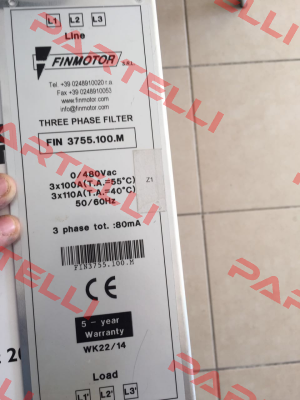 L1 L2 L3
Line
FINMOTOR S.R.L.
Tel. +39 0248910020 r.a.
Fax +39 0248910053
www.finmotor.com
info@finmotor.com
THREE PHASE FILTER
FIN 3755.100.M
0/480Vac
3x100A(T.A.=55°C)
3x110A(T.A.=40°C)
50/60Hz
Z1
3 phase tot. :80mA
FIN3755.100.M
CE
5 - year
Warranty
WK22/14
Load
L1' L2' L3'
PARTELLI
PARTELLI
PARTELLI